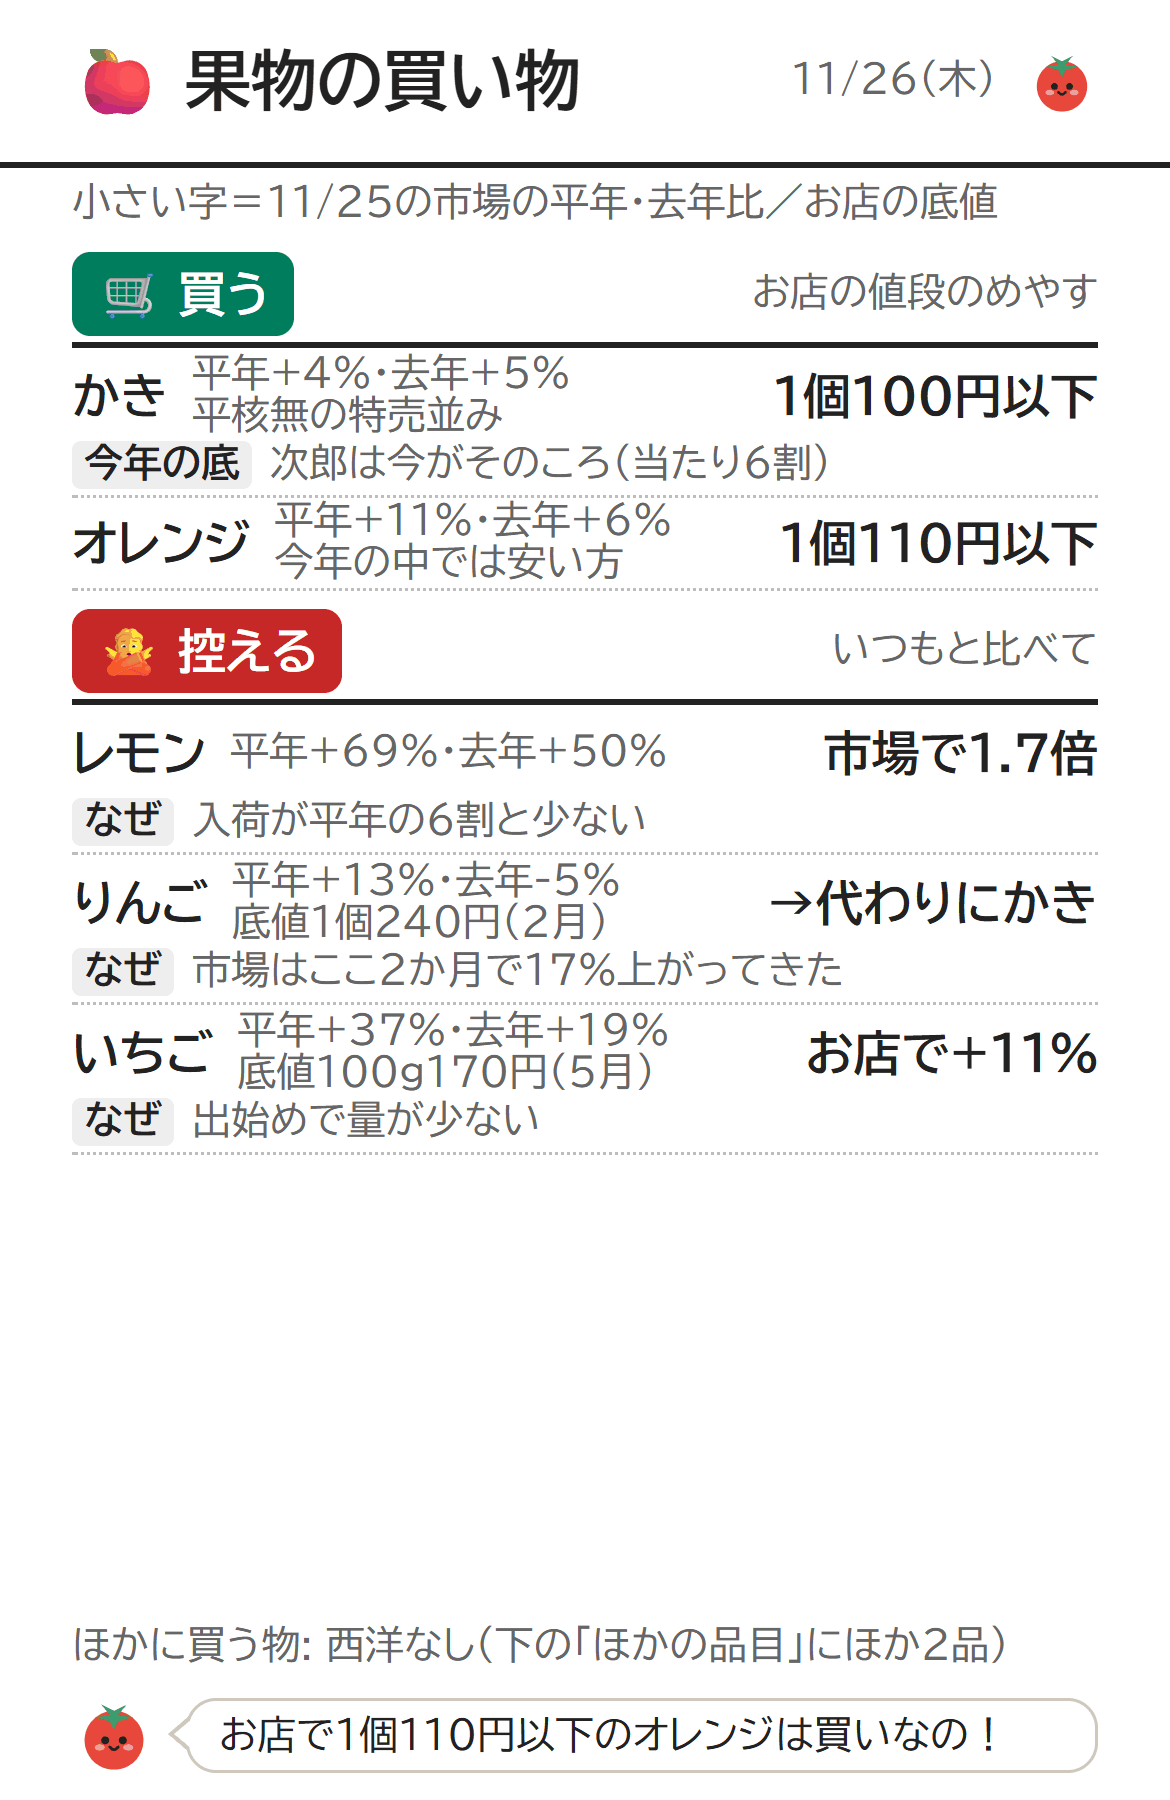 果物の買い物
11/26(木)
小さい字＝11/25の市場の平年・去年比／お店の底値
買う
お店の値段のめやす
かき
平年+4%・去年+5%
平核無の特売並み
1個100円以下
今年の底 次郎は今がそのころ(当たり6割)
オレンジ
平年+11%・去年+6%
今年の中では安い方
1個110円以下
控える
いつもと比べて
レモン 平年+69%・去年+50% 市場で1.7倍
なぜ 入荷が平年の6割と少ない
りんご
平年+13%・去年-5%
底値1個240円(2月)
→代わりにかき
なぜ 市場はここ2か月で17%上がってきた
いちご
平年+37%・去年+19%
底値100g170円(5月)
お店で+11%
なぜ 出始めで量が少ない
ほかに買う物: 西洋なし(下の「ほかの品目」にほか2品)
お店で1個110円以下のオレンジは買いなの！